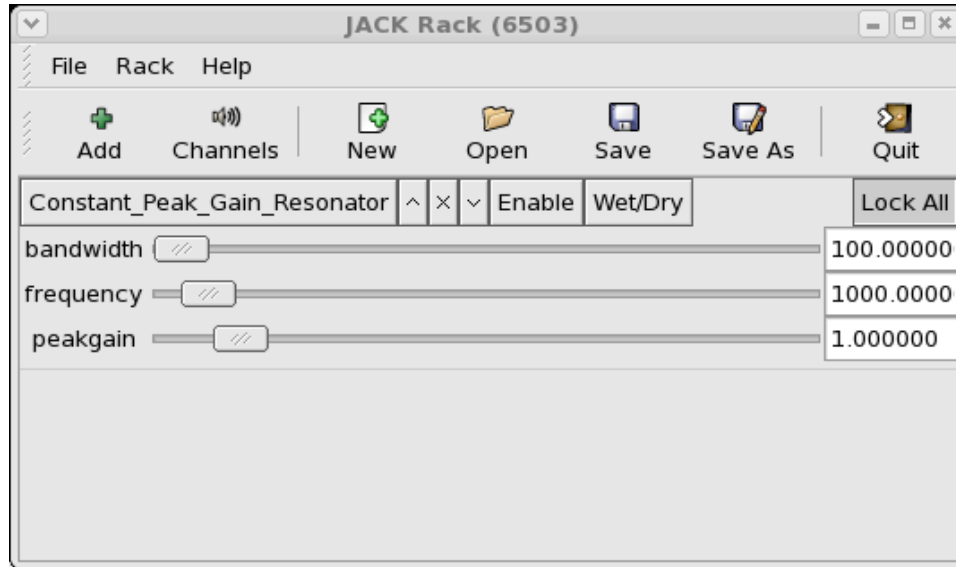 JACK Rack (6503)
File Rack Help
Add Channels New Open Save Save As Quit
Constant_Peak_Gain_Resonator Enable Wet/Dry Lock All
bandwidth 100.00000
frequency 1000.0000
peakgain 1.000000